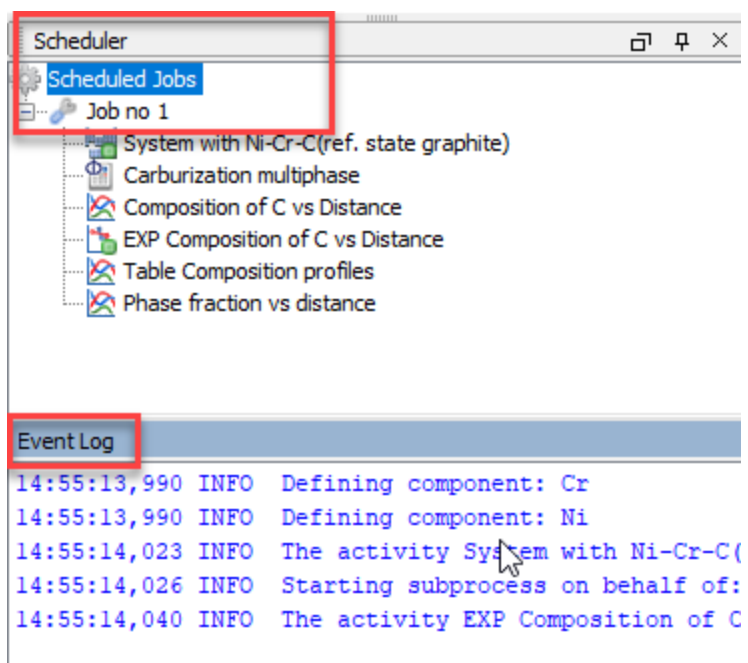 Scheduler
Scheduled Jobs
Job no 1
System with Ni-Cr-C(ref. state graphite)
Carburization multiphase
Composition of C vs Distance
EXP Composition of C vs Distance
Table Composition profiles
Phase fraction vs distance
Event Log
14:55:13,990 INFO Defining component: Cr
14:55:13,990 INFO Defining component: Ni
14:55:14,023 INFO The activity System with Ni-Cr-C(
14:55:14,026 INFO Starting subprocess on behalf of:
14:55:14,040 INFO The activity EXP Composition of C